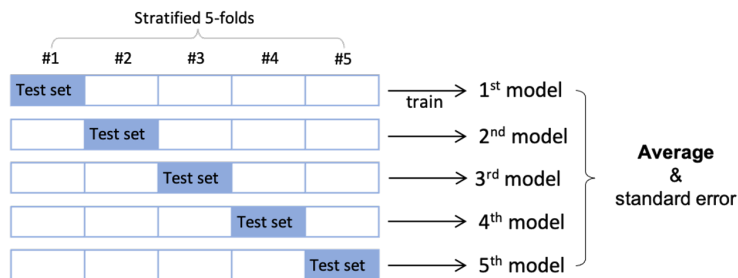 Stratified 5-folds
#1 #2 #3 #4 #5
Test set train 1st model
Test set 2nd model
Test set 3rd model
Test set 4th model
Test set 5th model
Average
&
standard error